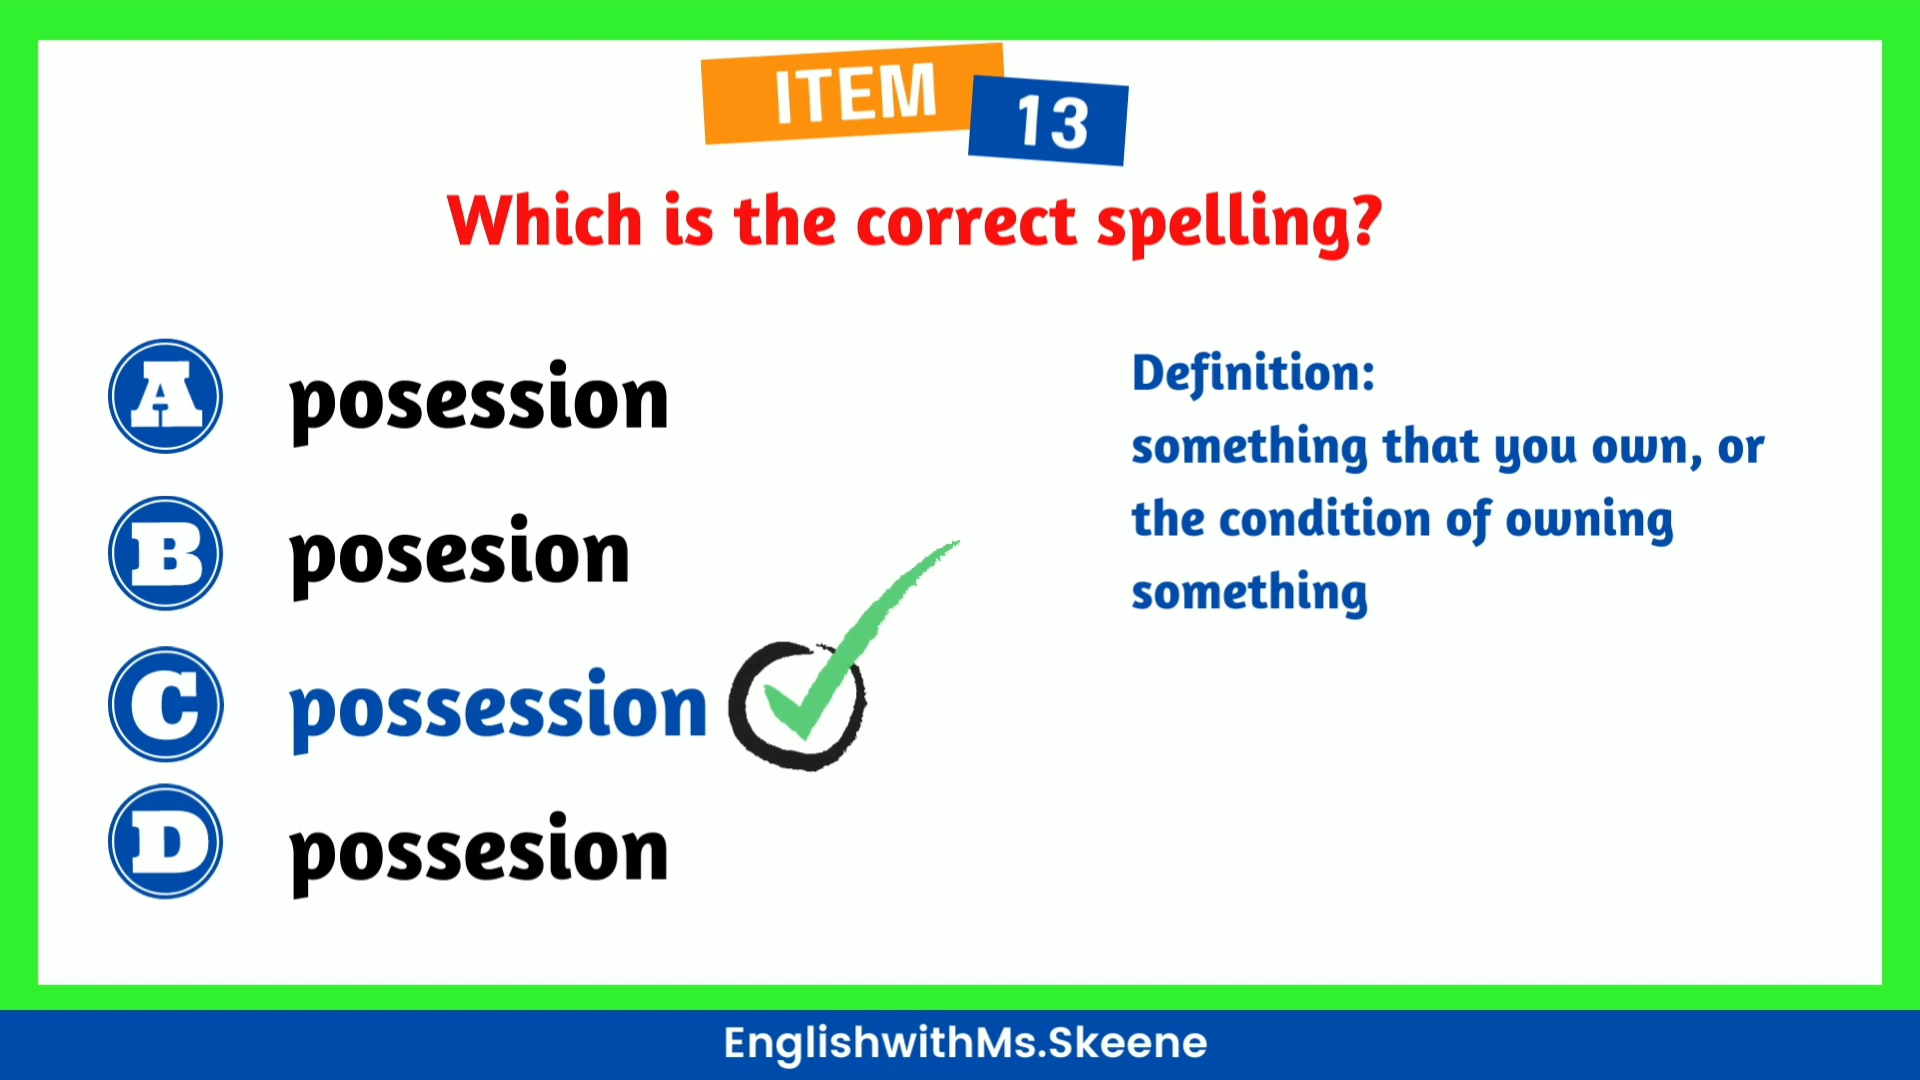 ITEM
13
Which is the correct spelling?
A posession
B posesion
C possession
D possesion
Definition:
something that you own, or
the condition of owning
something
EnglishwithMs.Skeene